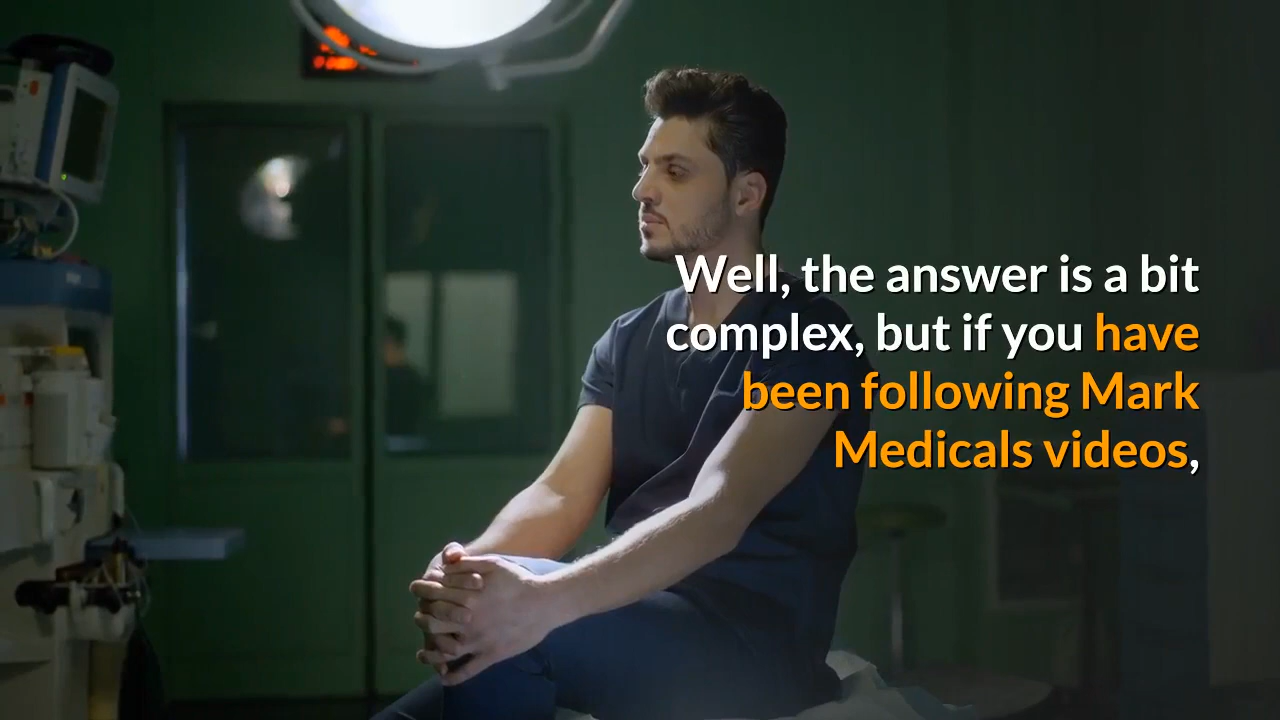 Well, the answer is a bit
complex, but if you have
been following Mark
Medicals videos,